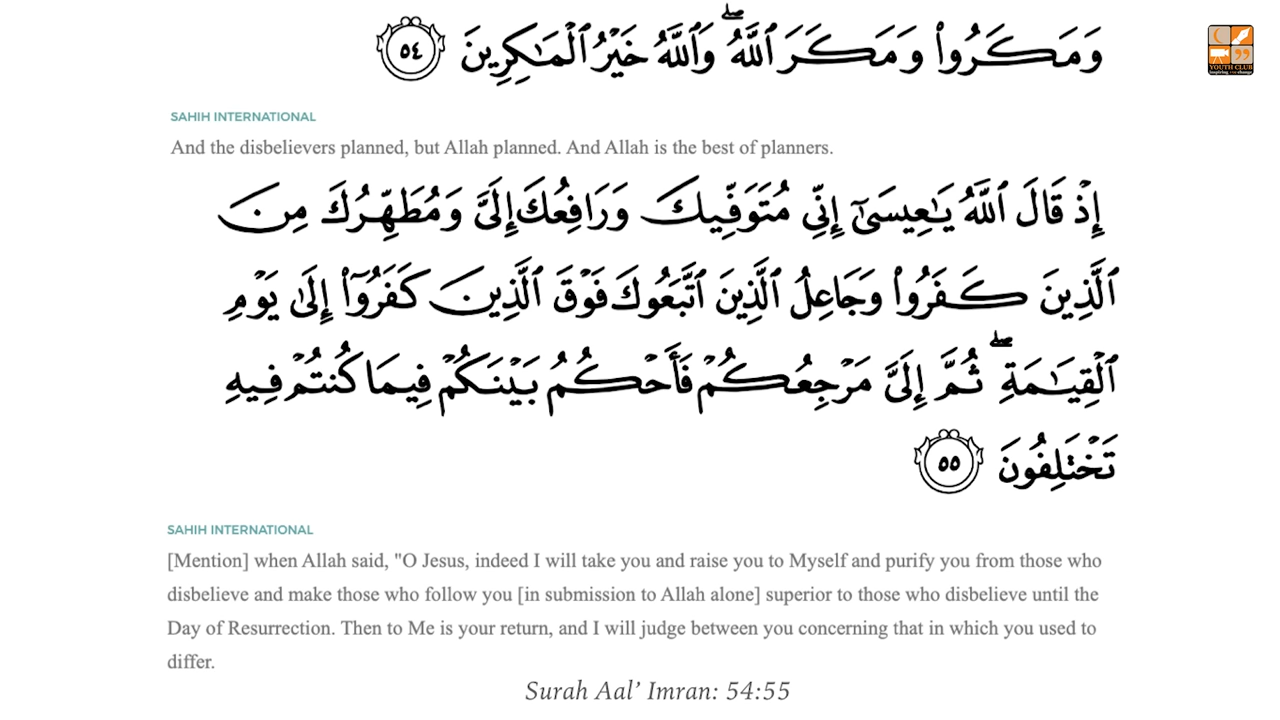 وَمَكَرُوا۟ وَمَكَرَ ٱللَّهُ ۖ وَٱللَّهُ خَيْرُ ٱلْمَـٰكِرِينَ ٥٤
YOUTH CLUB
inspiring the change
SAHIH INTERNATIONAL
And the disbelievers planned, but Allah planned. And Allah is the best of planners.
إِذْ قَالَ ٱللَّهُ يَـٰعِيسَىٰٓ إِنِّى مُتَوَفِّيكَ وَرَافِعُكَ إِلَىَّ وَمُطَهِّرُكَ مِنَ
ٱلَّذِينَ كَفَرُوا۟ وَجَاعِلُ ٱلَّذِينَ ٱتَّبَعُوكَ فَوْقَ ٱلَّذِينَ كَفَرُوٓا۟ إِلَىٰ يَوْمِ
ٱلْقِيَـٰمَةِ ۖ ثُمَّ إِلَىَّ مَرْجِعُكُمْ فَأَحْكُمُ بَيْنَكُمْ فِيمَا كُنتُمْ فِيهِ
تَخْتَلِفُونَ ٥٥
SAHIH INTERNATIONAL
[Mention] when Allah said, "O Jesus, indeed I will take you and raise you to Myself and purify you from those who
disbelieve and make those who follow you [in submission to Allah alone] superior to those who disbelieve until the
Day of Resurrection. Then to Me is your return, and I will judge between you concerning that in which you used to
differ.
Surah Aal’ Imran: 54:55